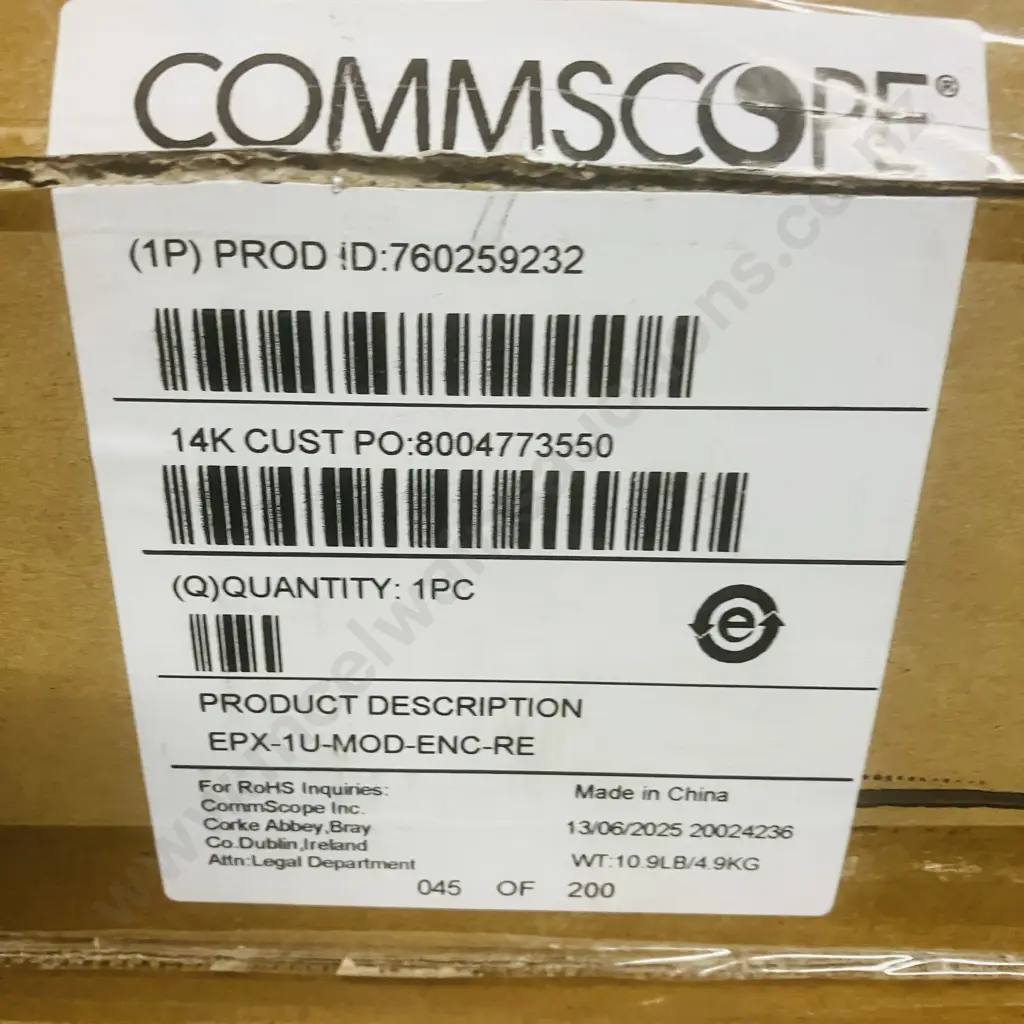 COMMSCOPE®
(1P) PROD ID:760259232
14K CUST PO:8004773550
(Q)QUANTITY: 1PC
e
PRODUCT DESCRIPTION
EPX-1U-MOD-ENC-RE
For RoHS Inquiries:
CommScope Inc.
Corke Abbey,Bray
Co.Dublin,Ireland
Attn:Legal Department
Made in China
13/06/2025 20024236
WT:10.9LB/4.9KG
045 OF 200